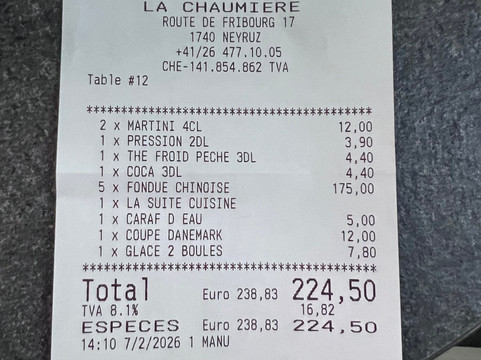 LA CHAUMIERE
ROUTE DE FRIBOURG 17
1740 NEYRUZ
+41/26 477.10.05
CHE-141.854.862 TVA
Table #12
****************************************
2 x MARTINI 4CL 12,00
1 x PRESSION 2DL 3,90
1 x THE FROID PECHE 3DL 4,40
1 x COCA 3DL 4,40
5 x FONDUE CHINOISE 175,00
1 x LA SUITE CUISINE
1 x CARAF D EAU 5,00
1 x COUPE DANEMARK 12,00
1 x GLACE 2 BOULES 7,80
****************************************
Total Euro 238,83 224,50
TVA 8.1% 16,82
ESPECES Euro 238,83 224,50
14:10 7/2/2026 1 MANU